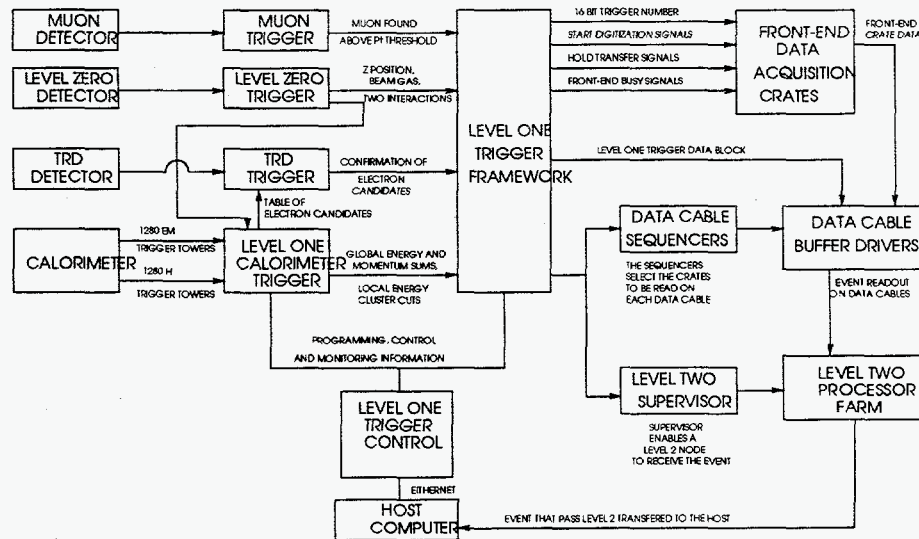 MUON
DETECTOR
MUON
TRIGGER
MUON FOUND
ABOVE Pt THRESHOLD
LEVEL ZERO
DETECTOR
LEVEL ZERO
TRIGGER
Z POSITION,
BEAM GAS,
TWO INTERACTIONS
TRD
DETECTOR
TRD
TRIGGER
CONFIRMATION OF
ELECTRON
CANDIDATES
TABLE OF
ELECTRON CANDIDATES
CALORIMETER
1280 EM
TRIGGER TOWERS
1280 H
TRIGGER TOWERS
LEVEL ONE
CALORIMETER
TRIGGER
GLOBAL ENERGY AND
MOMENTUM SUMS,
LOCAL ENERGY
CLUSTER CUTS
LEVEL ONE
TRIGGER
FRAMEWORK
16 BIT TRIGGER NUMBER
START DIGITIZATION SIGNALS
HOLD TRANSFER SIGNALS
FRONT-END BUSY SIGNALS
FRONT-END
DATA
ACQUISITION
CRATES
FRONT-END
CRATE DATA
LEVEL ONE TRIGGER DATA BLOCK
DATA CABLE
SEQUENCERS
THE SEQUENCERS
SELECT THE CRATES
TO BE READ ON
EACH DATA CABLE
DATA CABLE
BUFFER DRIVERS
EVENT READOUT
ON DATA CABLES
LEVEL TWO
SUPERVISOR
SUPERVISOR
ENABLES A
LEVEL 2 NODE
TO RECEIVE THE EVENT
LEVEL TWO
PROCESSOR
FARM
PROGRAMMING, CONTROL
AND MONITORING INFORMATION
LEVEL ONE
TRIGGER
CONTROL
EITHERNET
HOST
COMPUTER
EVENT THAT PASS LEVEL 2 TRANSFERED TO THE HOST